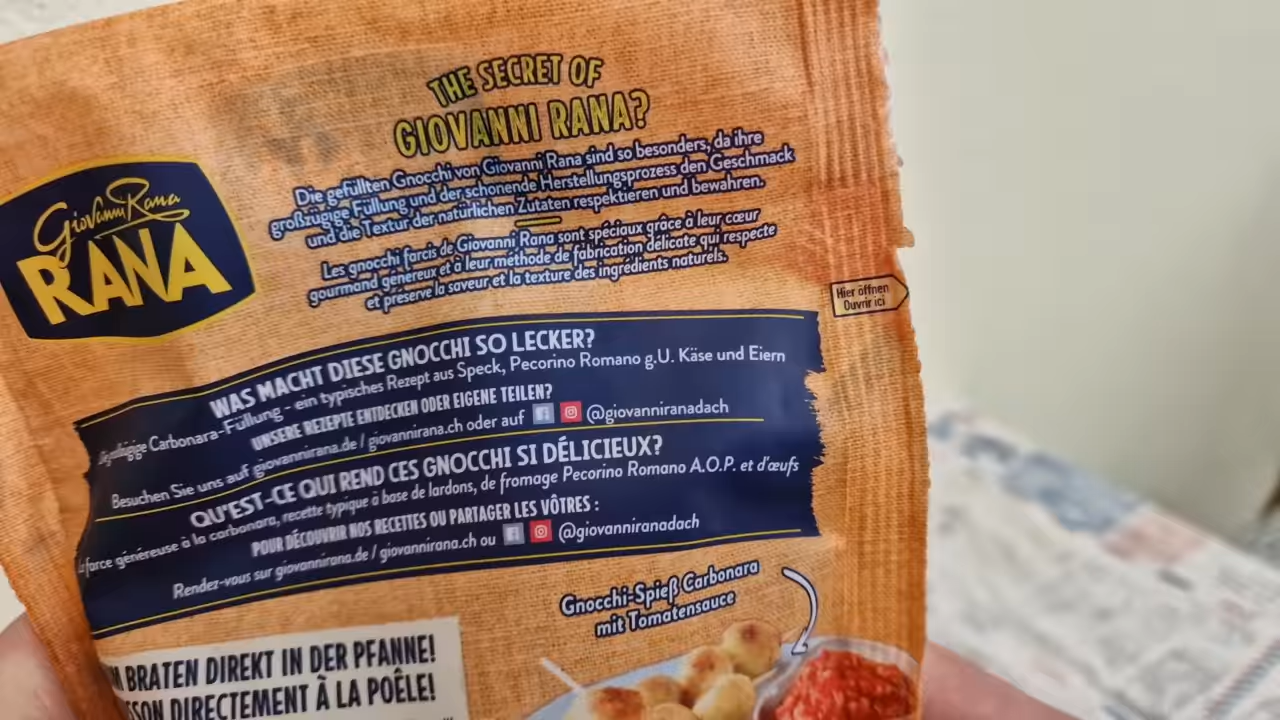 THE SECRET OF
GIOVANNI RANA?
Die gefüllten Gnocchi von Giovanni Rana sind so besonders, da ihre
großzügige Füllung und der schonende Herstellungsprozess den Geschmack
und die Textur der natürlichen Zutaten respektieren und bewahren.
Les gnocchi farcis de Giovanni Rana sont spéciaux grâce à leur cœur
gourmand généreux et à leur méthode de fabrication délicate qui respecte
et préserve la saveur et la texture des ingrédients naturels.
Giovanni Rana
RANA
Hier öffnen
Ouvrir ici
WAS MACHT DIESE GNOCCHI SO LECKER?
Carbonara-Füllung - ein typisches Rezept aus Speck, Pecorino Romano g.U. Käse und Eiern
UNSERE REZEPTE ENTDECKEN ODER EIGENE TEILEN?
Besuchen Sie uns auf giovannirana.de / giovannirana.ch oder auf @giovanniranadach
QU'EST-CE QUI REND CES GNOCCHI SI DÉLICIEUX?
farce généreuse à la carbonara, recette typique à base de lardons, de fromage Pecorino Romano A.O.P. et d'œufs
POUR DÉCOUVRIR NOS RECETTES OU PARTAGER LES VÔTRES :
Rendez-vous sur giovannirana.de / giovannirana.ch ou @giovanniranadach
Gnocchi-Spieß Carbonara
mit Tomatensauce
BRATEN DIREKT IN DER PFANNE!
DIRECTEMENT À LA POÊLE!